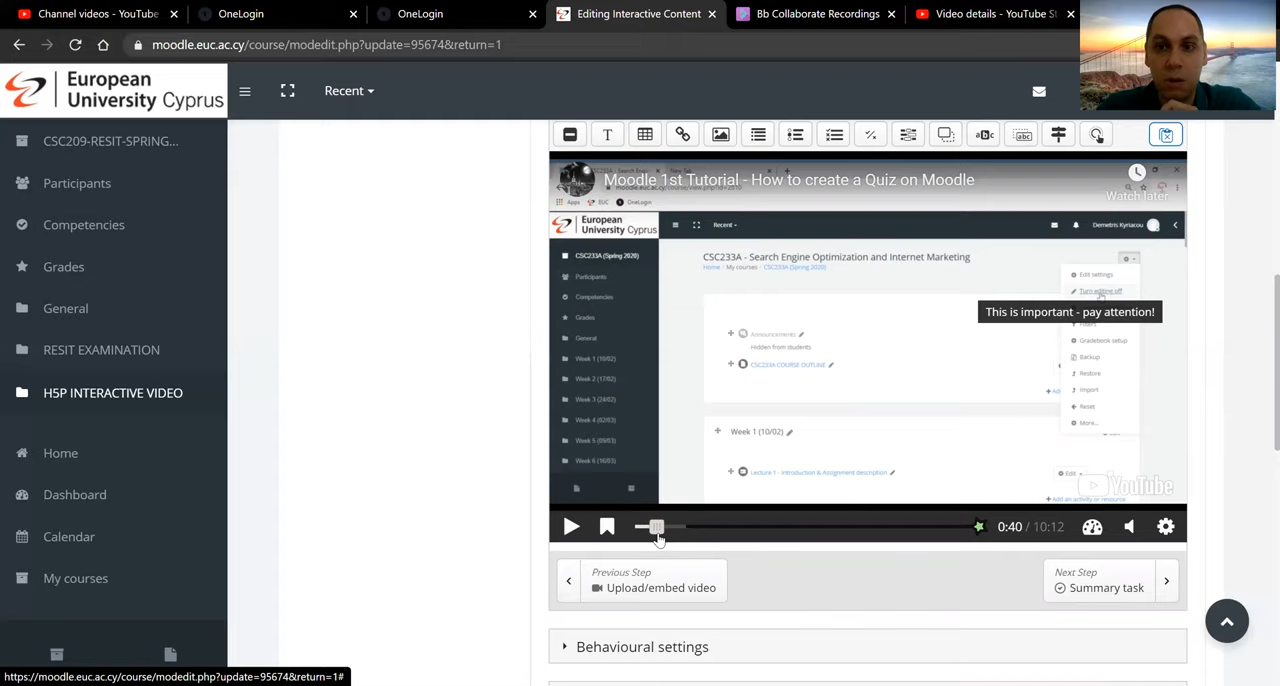 Channel videos - YouTube
OneLogin
OneLogin
Editing Interactive Content
Bb Collaborate Recordings
Video details - YouTube St
moodle.euc.ac.cy/course/modedit.php?update=95674&return=1
European
University Cyprus
Recent
CSC209-RESIT-SPRING...
Participants
Competencies
Grades
General
RESIT EXAMINATION
H5P INTERACTIVE VIDEO
Home
Dashboard
Calendar
My courses
https://moodle.euc.ac.cy/course/modedit.php?update=95674&return=1#
T
abc
abc
Moodle 1st Tutorial - How to create a Quiz on Moodle
Watch later
Apps
EUC
OneLogin
European
University Cyprus
Recent
Demetris Kyriacou
CSC233A (Spring 2020)
Participants
Competencies
Grades
General
Week 1 (10/02)
Week 2 (17/02)
Week 3 (24/02)
Week 4 (02/03)
Week 5 (09/03)
Week 6 (16/03)
CSC233A - Search Engine Optimization and Internet Marketing
Home My courses CSC233A (Spring 2020)
Edit settings
Turn editing off
This is important - pay attention!
Filters
Gradebook setup
Backup
Restore
Import
Reset
More...
Announcements
Hidden from students
CSC233A COURSE OUTLINE
Week 1 (10/02)
Lecture 1 - Introduction & Assignment description
Edit
Add an activity or resource
YouTube
0:40 / 10:12
Previous Step
Upload/embed video
Next Step
Summary task
Behavioural settings